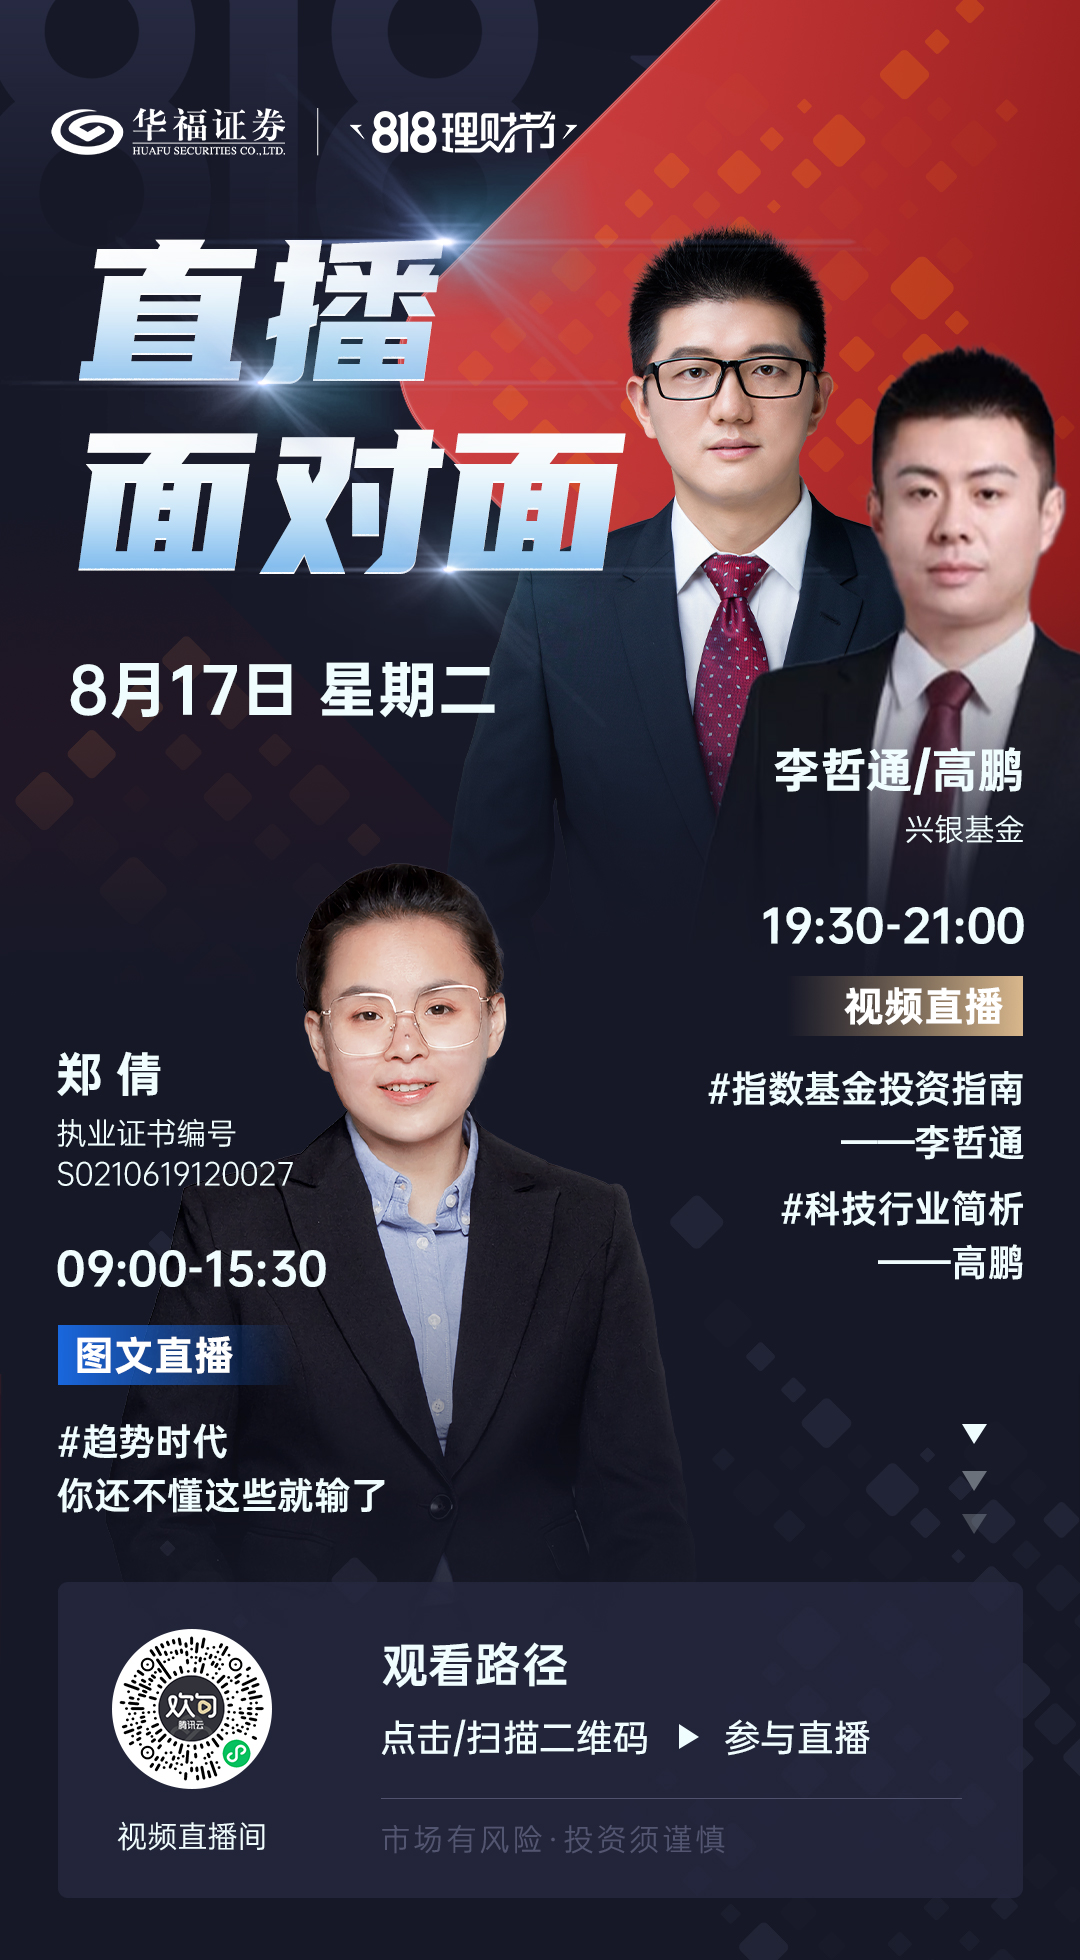 华福证券
HUAFU SECURITIES CO.,LTD.
818理财节
直播
面对面
8月17日 星期二
李哲通/高鹏
兴银基金
19:30-21:00
视频直播
#指数基金投资指南
——李哲通
#科技行业简析
——高鹏
郑 倩
执业证书编号
S0210619120027
09:00-15:30
图文直播
#趋势时代
你还不懂这些就输了
欢句
腾讯云
视频直播间
观看路径
点击/扫描二维码 ▶ 参与直播
市场有风险·投资须谨慎